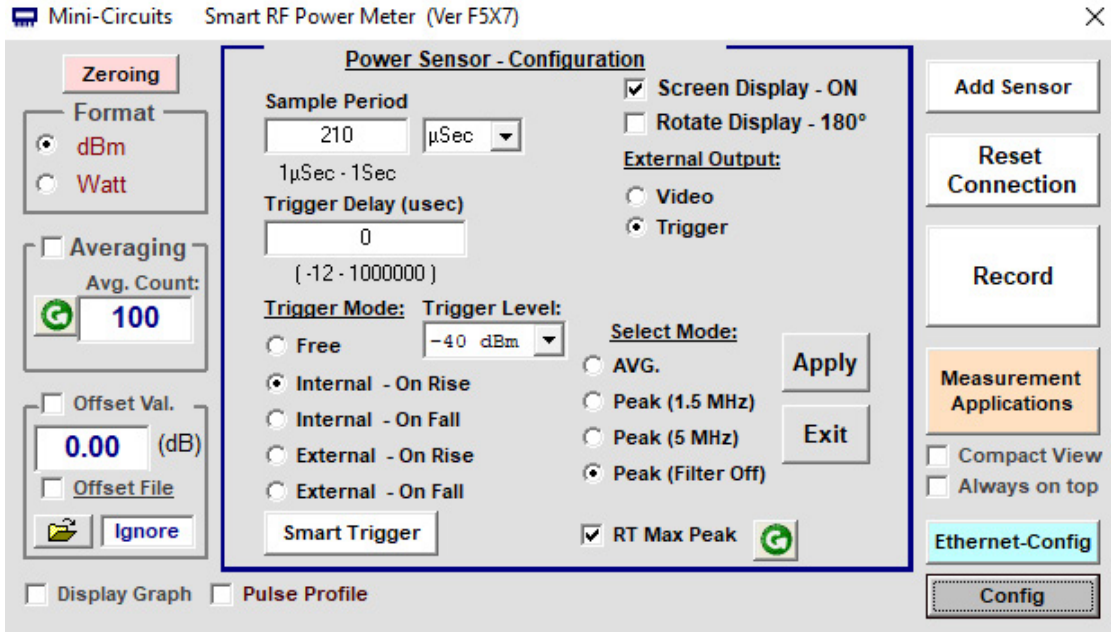 Mini-Circuits Smart RF Power Meter (Ver F5X7)
Zeroing
Format
dBm
Watt
Averaging
Avg. Count:
100
Offset Val.
0.00 (dB)
Offset File
Ignore
Display Graph
Pulse Profile
Power Sensor - Configuration
Sample Period
210 µSec
1µSec - 1Sec
Trigger Delay (usec)
0
( -12 - 1000000 )
Trigger Mode: Trigger Level:
-40 dBm
Free
Internal - On Rise
Internal - On Fall
External - On Rise
External - On Fall
Smart Trigger
Screen Display - ON
Rotate Display - 180°
External Output:
Video
Trigger
Select Mode:
AVG.
Peak (1.5 MHz)
Peak (5 MHz)
Peak (Filter Off)
RT Max Peak
Apply
Exit
Add Sensor
Reset
Connection
Record
Measurement
Applications
Compact View
Always on top
Ethernet-Config
Config